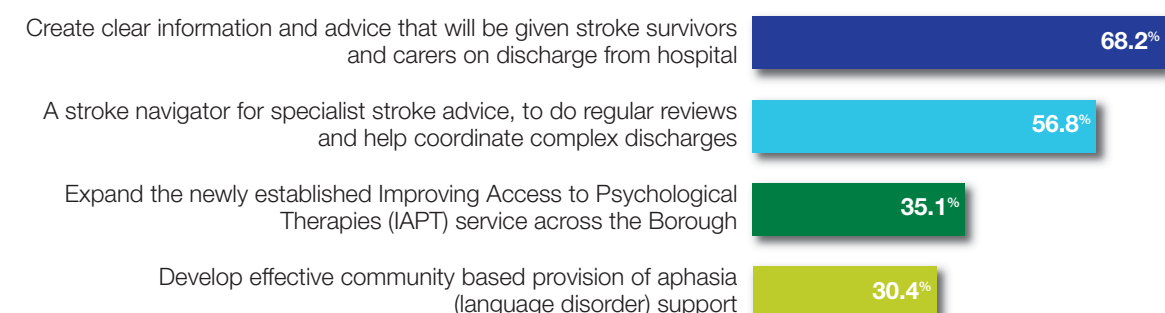 Create clear information and advice that will be given stroke survivors
and carers on discharge from hospital
68.2%
A stroke navigator for specialist stroke advice, to do regular reviews
and help coordinate complex discharges
56.8%
Expand the newly established Improving Access to Psychological
Therapies (IAPT) service across the Borough
35.1%
Develop effective community based provision of aphasia
(language disorder) support
30.4%